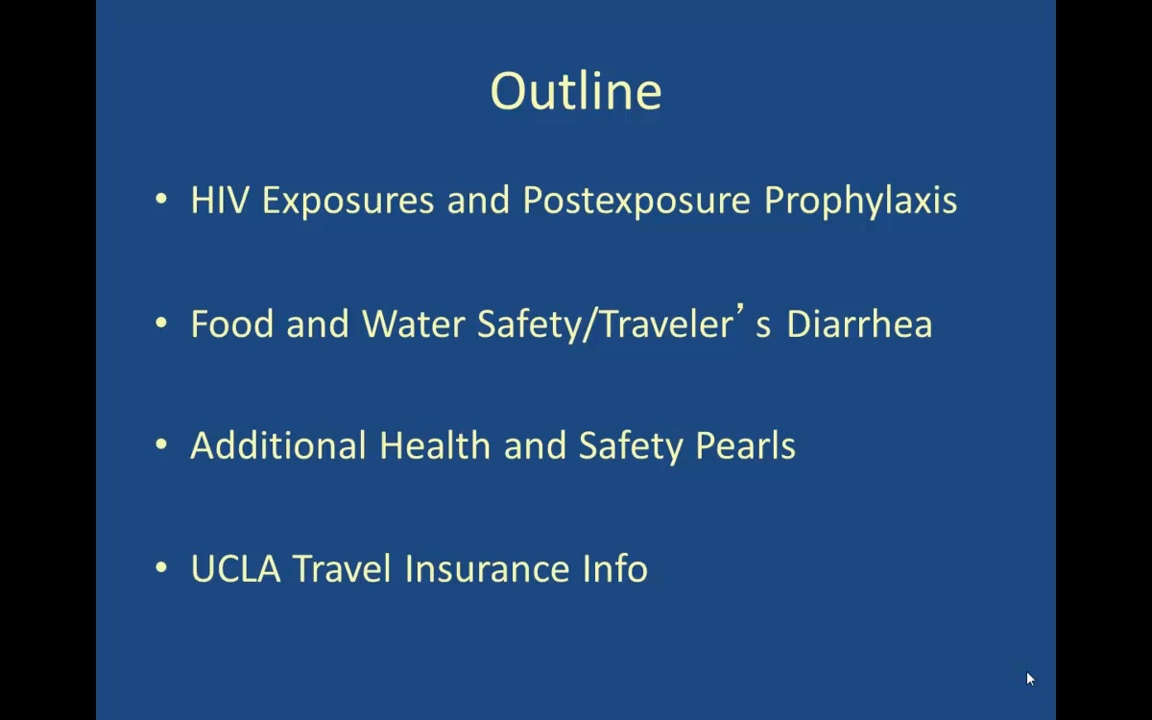 Outline
• HIV Exposures and Postexposure Prophylaxis
• Food and Water Safety/Traveler’s Diarrhea
• Additional Health and Safety Pearls
• UCLA Travel Insurance Info